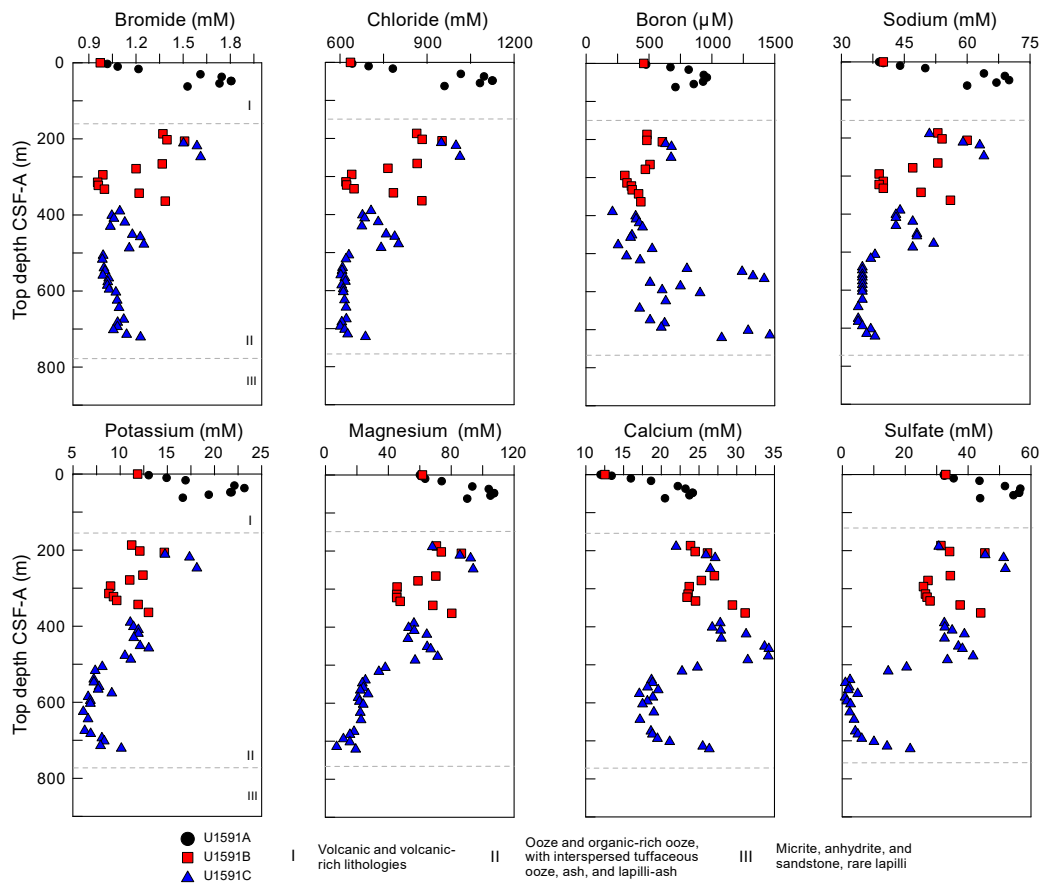 Bromide (mM) Chloride (mM) Boron (µM) Sodium (mM)
0.9 1.2 1.5 1.8 600 900 1200 0 500 1000 1500 30 45 60 75
0
200
400
600
800
Top depth CSF-A (m)
I
II
III
Potassium (mM) Magnesium (mM) Calcium (mM) Sulfate (mM)
5 10 15 20 25 0 40 80 120 10 15 20 25 30 35 0 20 40 60
0
200
400
600
800
Top depth CSF-A (m)
I
II
III
U1591A
U1591B
U1591C
I Volcanic and volcanic-
rich lithologies
II Ooze and organic-rich ooze,
with interspersed tuffaceous
ooze, ash, and lapilli-ash
III Micrite, anhydrite, and
sandstone, rare lapilli